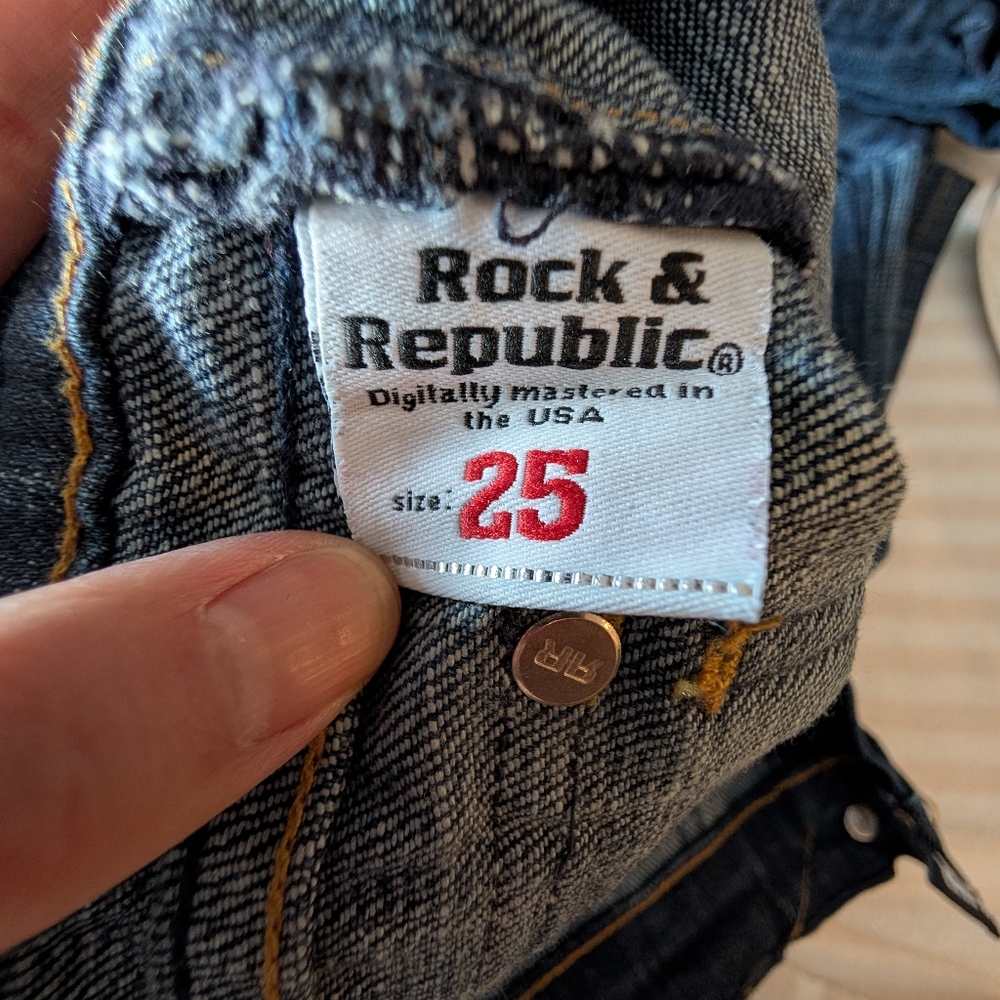 Rock &
Republic®
Digitally mastered in
the USA
size: 25
RR